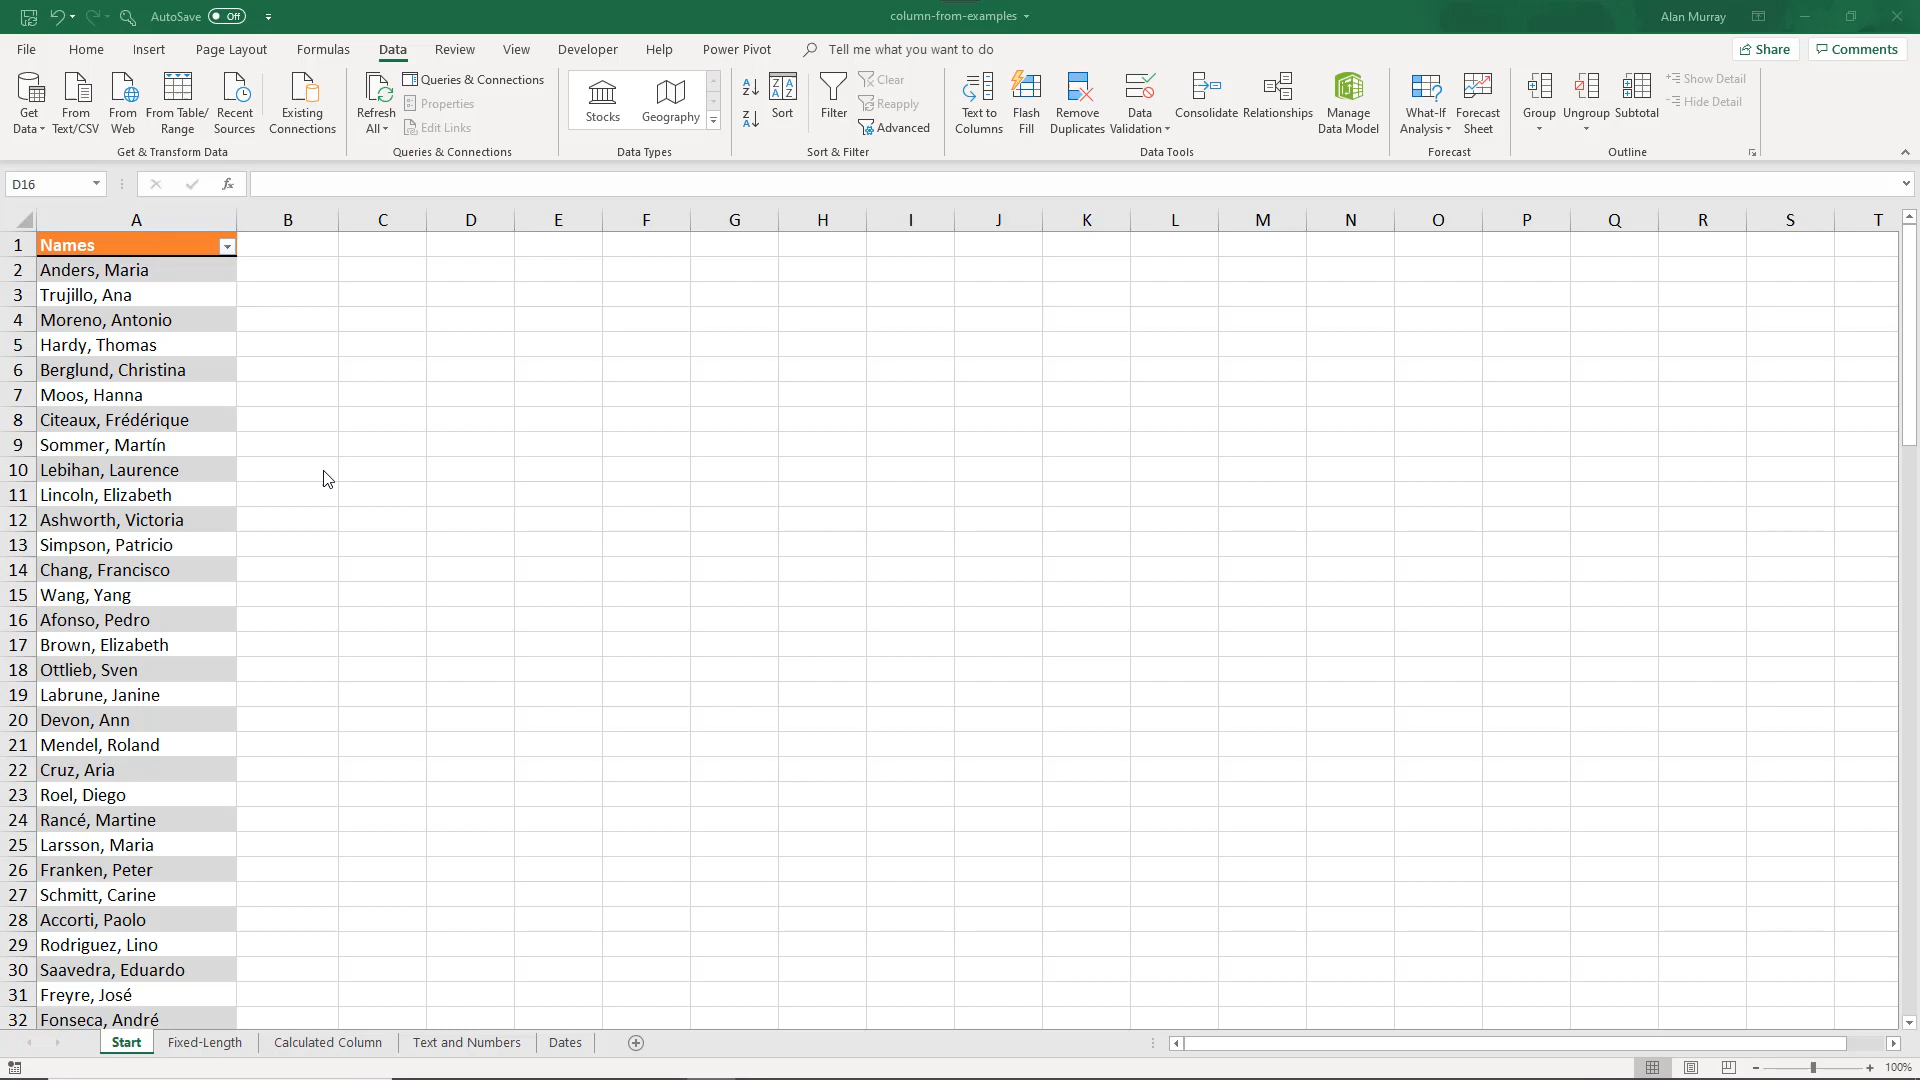 AutoSave Off column-from-examples Alan Murray
File Home Insert Page Layout Formulas Data Review View Developer Help Power Pivot Tell me what you want to do Share Comments
Get Data From Text/CSV From Web From Table/ Range Recent Sources Existing Connections
Get & Transform Data
Refresh All Queries & Connections Properties Edit Links
Queries & Connections
Stocks Geography
Data Types
A Z Z A Z A A Z Sort Filter Clear Reapply Advanced
Sort & Filter
Text to Columns Flash Fill Remove Duplicates Data Validation Consolidate Relationships Manage Data Model
Data Tools
What-If Analysis Forecast Sheet
Forecast
Group Ungroup Subtotal Show Detail Hide Detail
Outline
D16 fx
A B C D E F G H I J K L M N O P Q R S T
1 Names
2 Anders, Maria
3 Trujillo, Ana
4 Moreno, Antonio
5 Hardy, Thomas
6 Berglund, Christina
7 Moos, Hanna
8 Citeaux, Frédérique
9 Sommer, Martín
10 Lebihan, Laurence
11 Lincoln, Elizabeth
12 Ashworth, Victoria
13 Simpson, Patricio
14 Chang, Francisco
15 Wang, Yang
16 Afonso, Pedro
17 Brown, Elizabeth
18 Ottlieb, Sven
19 Labrune, Janine
20 Devon, Ann
21 Mendel, Roland
22 Cruz, Aria
23 Roel, Diego
24 Rancé, Martine
25 Larsson, Maria
26 Franken, Peter
27 Schmitt, Carine
28 Accorti, Paolo
29 Rodriguez, Lino
30 Saavedra, Eduardo
31 Freyre, José
32 Fonseca, André
Start Fixed-Length Calculated Column Text and Numbers Dates
100%